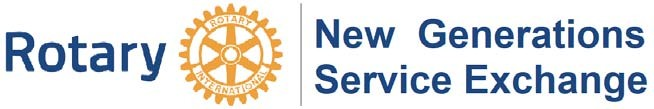 Rotary
ROTARY
INTERNATIONAL
New Generations
Service Exchange